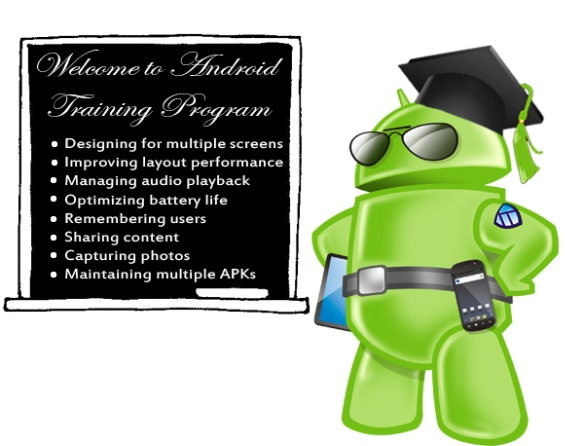 Welcome to Android
Training Program
• Designing for multiple screens
• Improving layout performance
• Managing audio playback
• Optimizing battery life
• Remembering users
• Sharing content
• Capturing photos
• Maintaining multiple APKs